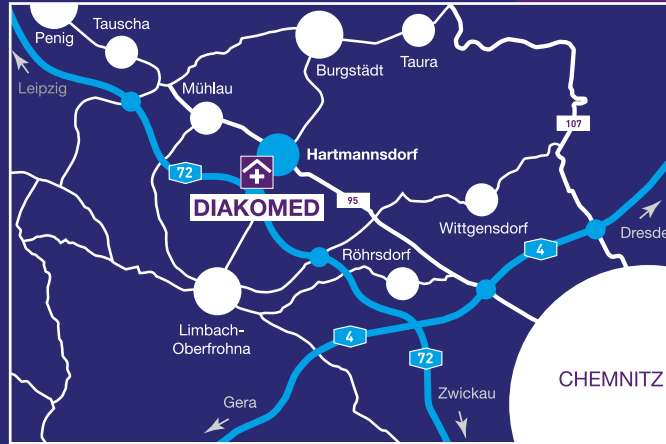 Tauscha
Penig
Burgstädt
Taura
Leipzig
Mühlau
107
Hartmannsdorf
72
95
DIAKOMED
Wittgensdorf
Dresde
4
Röhrsdorf
Limbach-
Oberfrohna
4
72
CHEMNITZ
Zwickau
Gera